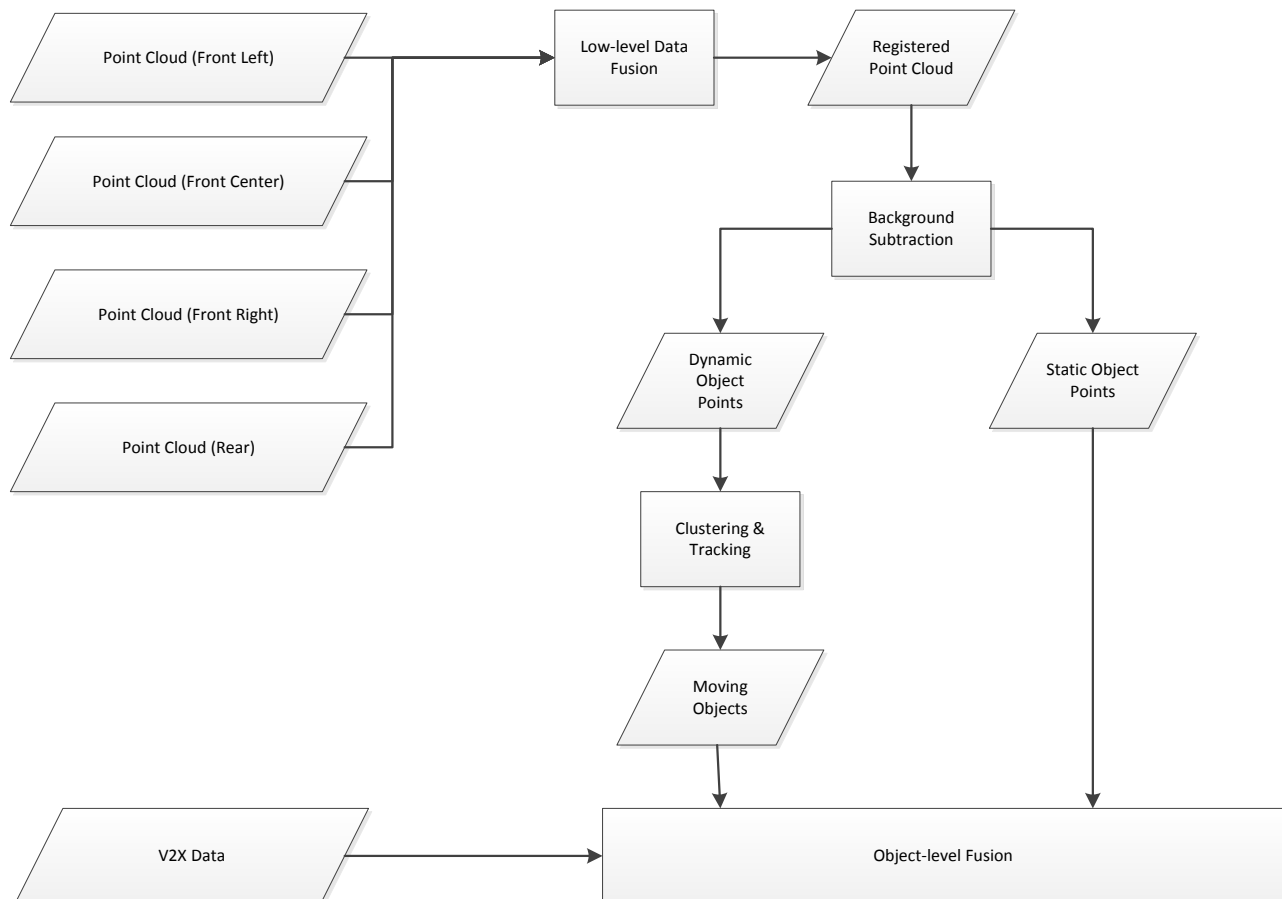 Point Cloud (Front Left)
Low-level Data
Fusion
Registered
Point Cloud
Point Cloud (Front Center)
Background
Subtraction
Point Cloud (Front Right)
Dynamic
Object
Points
Static Object
Points
Point Cloud (Rear)
Clustering &
Tracking
Moving
Objects
V2X Data
Object-level Fusion